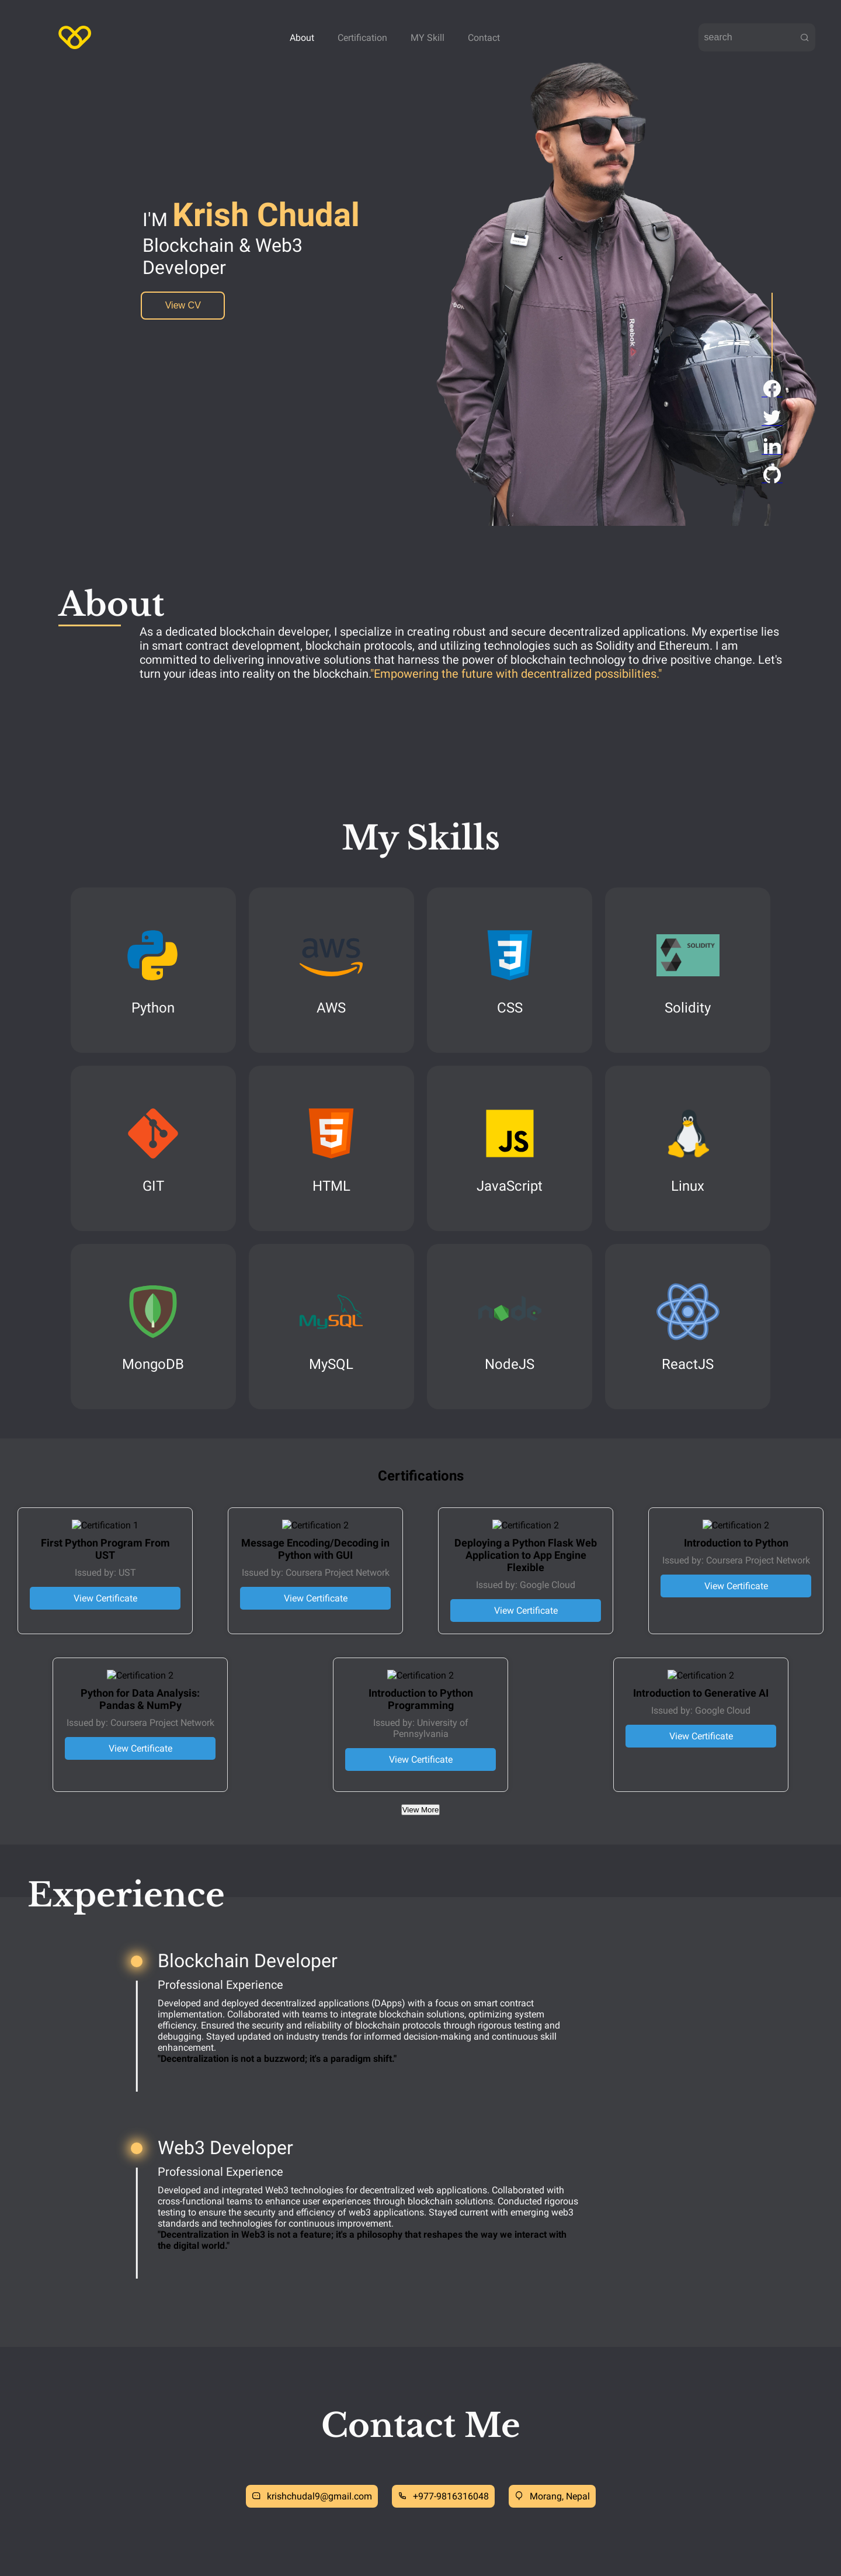 About Certification MY Skill Contact search
I'M Krish Chudal
Blockchain & Web3
Developer
View CV
<
Reebok
About
As a dedicated blockchain developer, I specialize in creating robust and secure decentralized applications. My expertise lies
in smart contract development, blockchain protocols, and utilizing technologies such as Solidity and Ethereum. I am
committed to delivering innovative solutions that harness the power of blockchain technology to drive positive change. Let's
turn your ideas into reality on the blockchain."Empowering the future with decentralized possibilities."
My Skills
aws SOLIDITY
Python AWS CSS Solidity
JS
GIT HTML JavaScript Linux
MySQL node
MongoDB MySQL NodeJS ReactJS
Certifications
Certification 1
First Python Program From
UST
Issued by: UST
View Certificate
Certification 2
Message Encoding/Decoding in
Python with GUI
Issued by: Coursera Project Network
View Certificate
Certification 2
Deploying a Python Flask Web
Application to App Engine
Flexible
Issued by: Google Cloud
View Certificate
Certification 2
Introduction to Python
Issued by: Coursera Project Network
View Certificate
Certification 2
Python for Data Analysis:
Pandas & NumPy
Issued by: Coursera Project Network
View Certificate
Certification 2
Introduction to Python
Programming
Issued by: University of
Pennsylvania
View Certificate
Certification 2
Introduction to Generative AI
Issued by: Google Cloud
View Certificate
View More
Experience
Blockchain Developer
Professional Experience
Developed and deployed decentralized applications (DApps) with a focus on smart contract
implementation. Collaborated with teams to integrate blockchain solutions, optimizing system
efficiency. Ensured the security and reliability of blockchain protocols through rigorous testing and
debugging. Stayed updated on industry trends for informed decision-making and continuous skill
enhancement.
"Decentralization is not a buzzword; it's a paradigm shift."
Web3 Developer
Professional Experience
Developed and integrated Web3 technologies for decentralized web applications. Collaborated with
cross-functional teams to enhance user experiences through blockchain solutions. Conducted rigorous
testing to ensure the security and efficiency of web3 applications. Stayed current with emerging web3
standards and technologies for continuous improvement.
"Decentralization in Web3 is not a feature; it's a philosophy that reshapes the way we interact with
the digital world."
Contact Me
krishchudal9@gmail.com +977-9816316048 Morang, Nepal